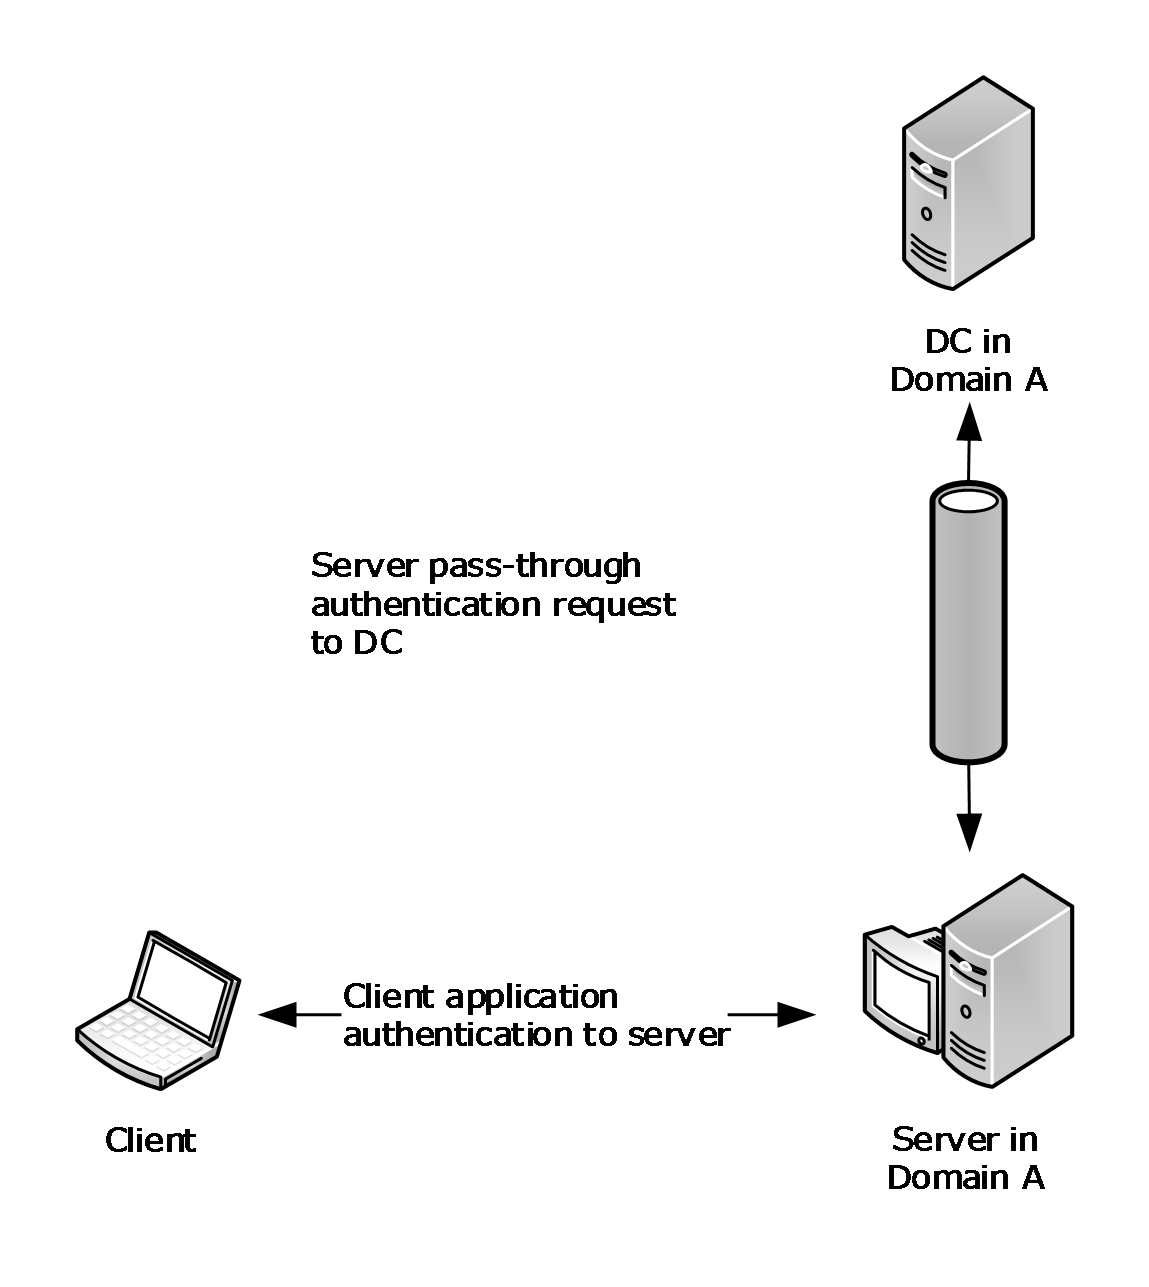 DC in
Domain A
Server pass-through
authentication request
to DC
Client application
authentication to server
Client
Server in
Domain A